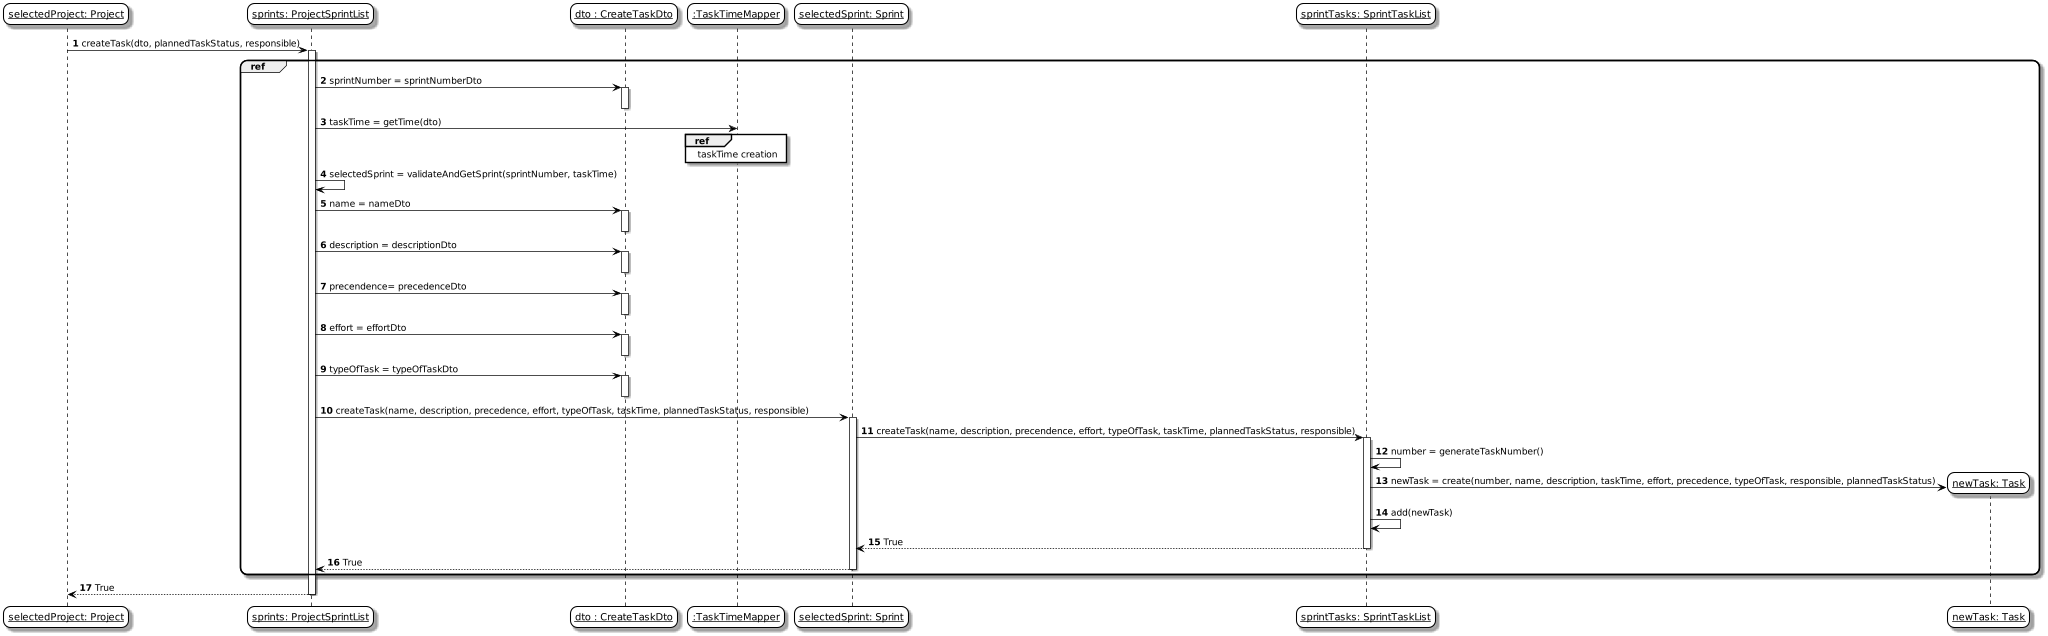 selectedProject: Project
sprints: ProjectSprintList
dto : CreateTaskDto
:TaskTimeMapper
selectedSprint: Sprint
sprintTasks: SprintTaskList
1 createTask(dto, plannedTaskStatus, responsible)
ref
2 sprintNumber = sprintNumberDto
3 taskTime = getTime(dto)
ref
taskTime creation
4 selectedSprint = validateAndGetSprint(sprintNumber, taskTime)
5 name = nameDto
6 description = descriptionDto
7 precendence= precedenceDto
8 effort = effortDto
9 typeOfTask = typeOfTaskDto
10 createTask(name, description, precedence, effort, typeOfTask, taskTime, plannedTaskStatus, responsible)
11 createTask(name, description, precendence, effort, typeOfTask, taskTime, plannedTaskStatus, responsible)
12 number = generateTaskNumber()
13 newTask = create(number, name, description, taskTime, effort, precedence, typeOfTask, responsible, plannedTaskStatus)
newTask: Task
14 add(newTask)
15 True
16 True
17 True
selectedProject: Project
sprints: ProjectSprintList
dto : CreateTaskDto
:TaskTimeMapper
selectedSprint: Sprint
sprintTasks: SprintTaskList
newTask: Task